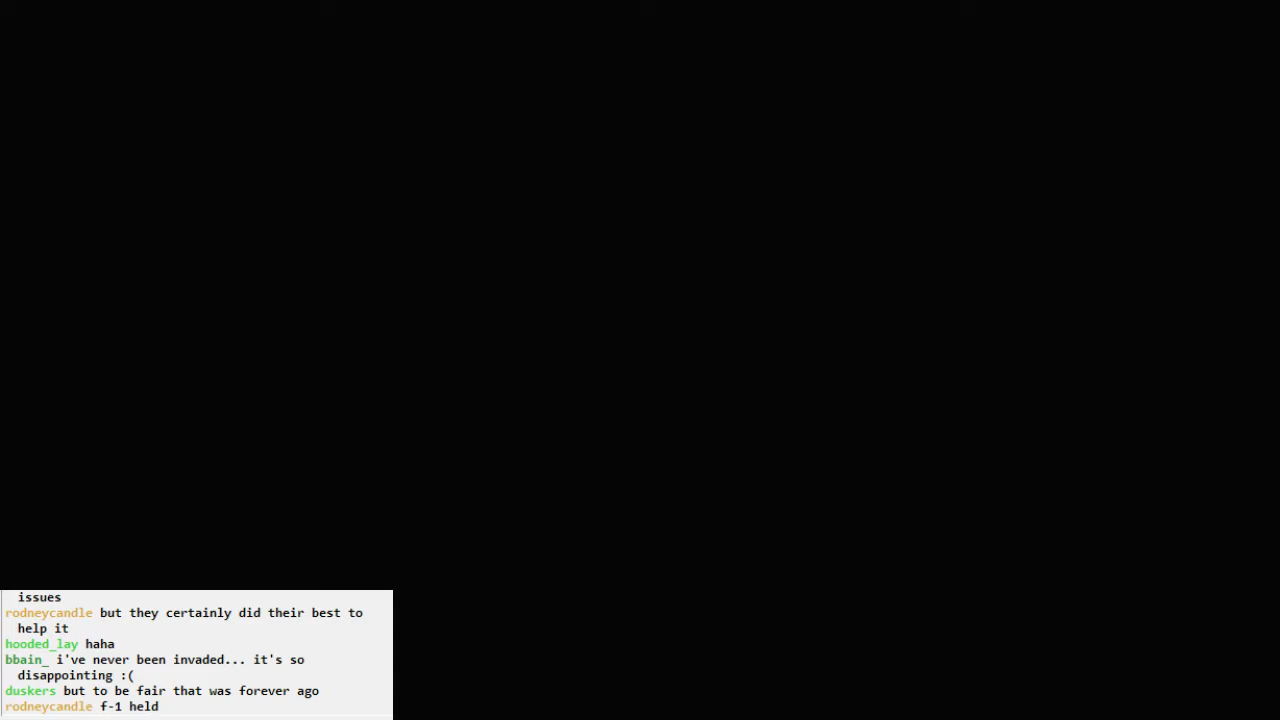 issues
rodneycandle but they certainly did their best to
help it
hooded_lay haha
bbain_ i've never been invaded... it's so
disappointing :(
duskers but to be fair that was forever ago
rodneycandle f-1 held